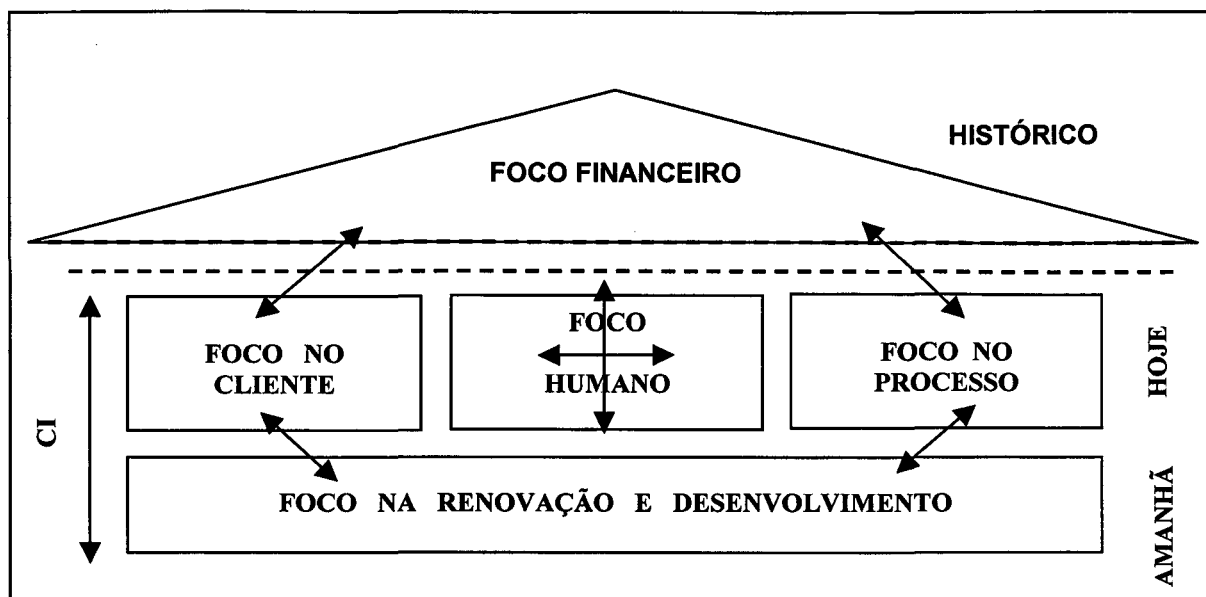 HISTÓRICO
FOCO FINANCEIRO
FOCO NO
CLIENTE
FOCO
HUMANO
FOCO NO
PROCESSO
HOJE
CI
FOCO NA RENOVAÇÃO E DESENVOLVIMENTO
AMANHÃ